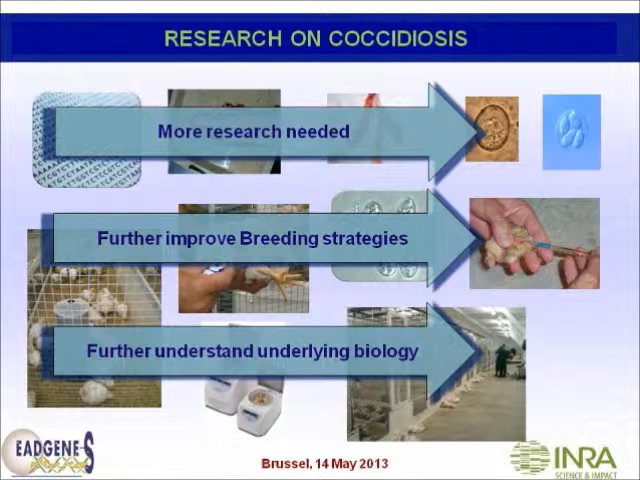 RESEARCH ON COCCIDIOSIS
More research needed
Further improve Breeding strategies
Further understand underlying biology
EADGENE-S
Brussel, 14 May 2013
INRA
SCIENCE & IMPACT